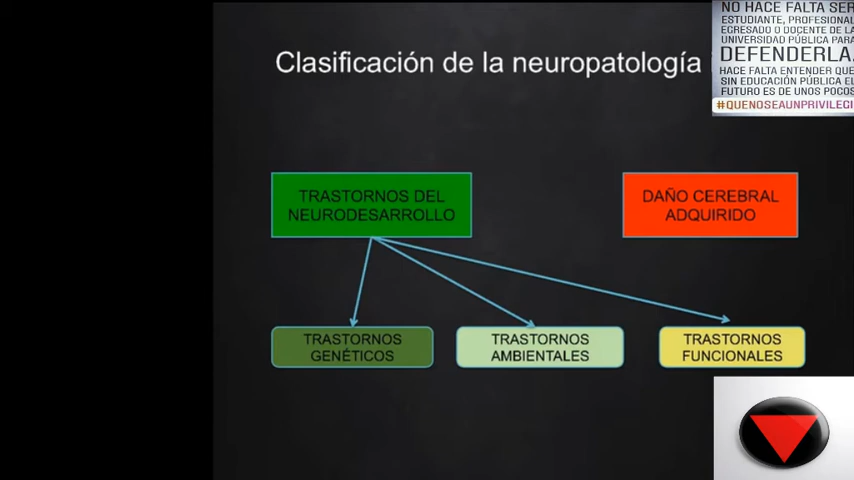 Clasificación de la neuropatología
NO HACE FALTA SER
ESTUDIANTE, PROFESIONAL
EGRESADO O DOCENTE DE LA
UNIVERSIDAD PÚBLICA PARA
DEFENDERLA.
HACE FALTA ENTENDER QUE
SIN EDUCACIÓN PÚBLICA EL
FUTURO ES DE UNOS POCOS
#QUENOSEAUNPRIVILEGI
TRASTORNOS DEL
NEURODESARROLLO
DAÑO CEREBRAL
ADQUIRIDO
TRASTORNOS
GENÉTICOS
TRASTORNOS
AMBIENTALES
TRASTORNOS
FUNCIONALES